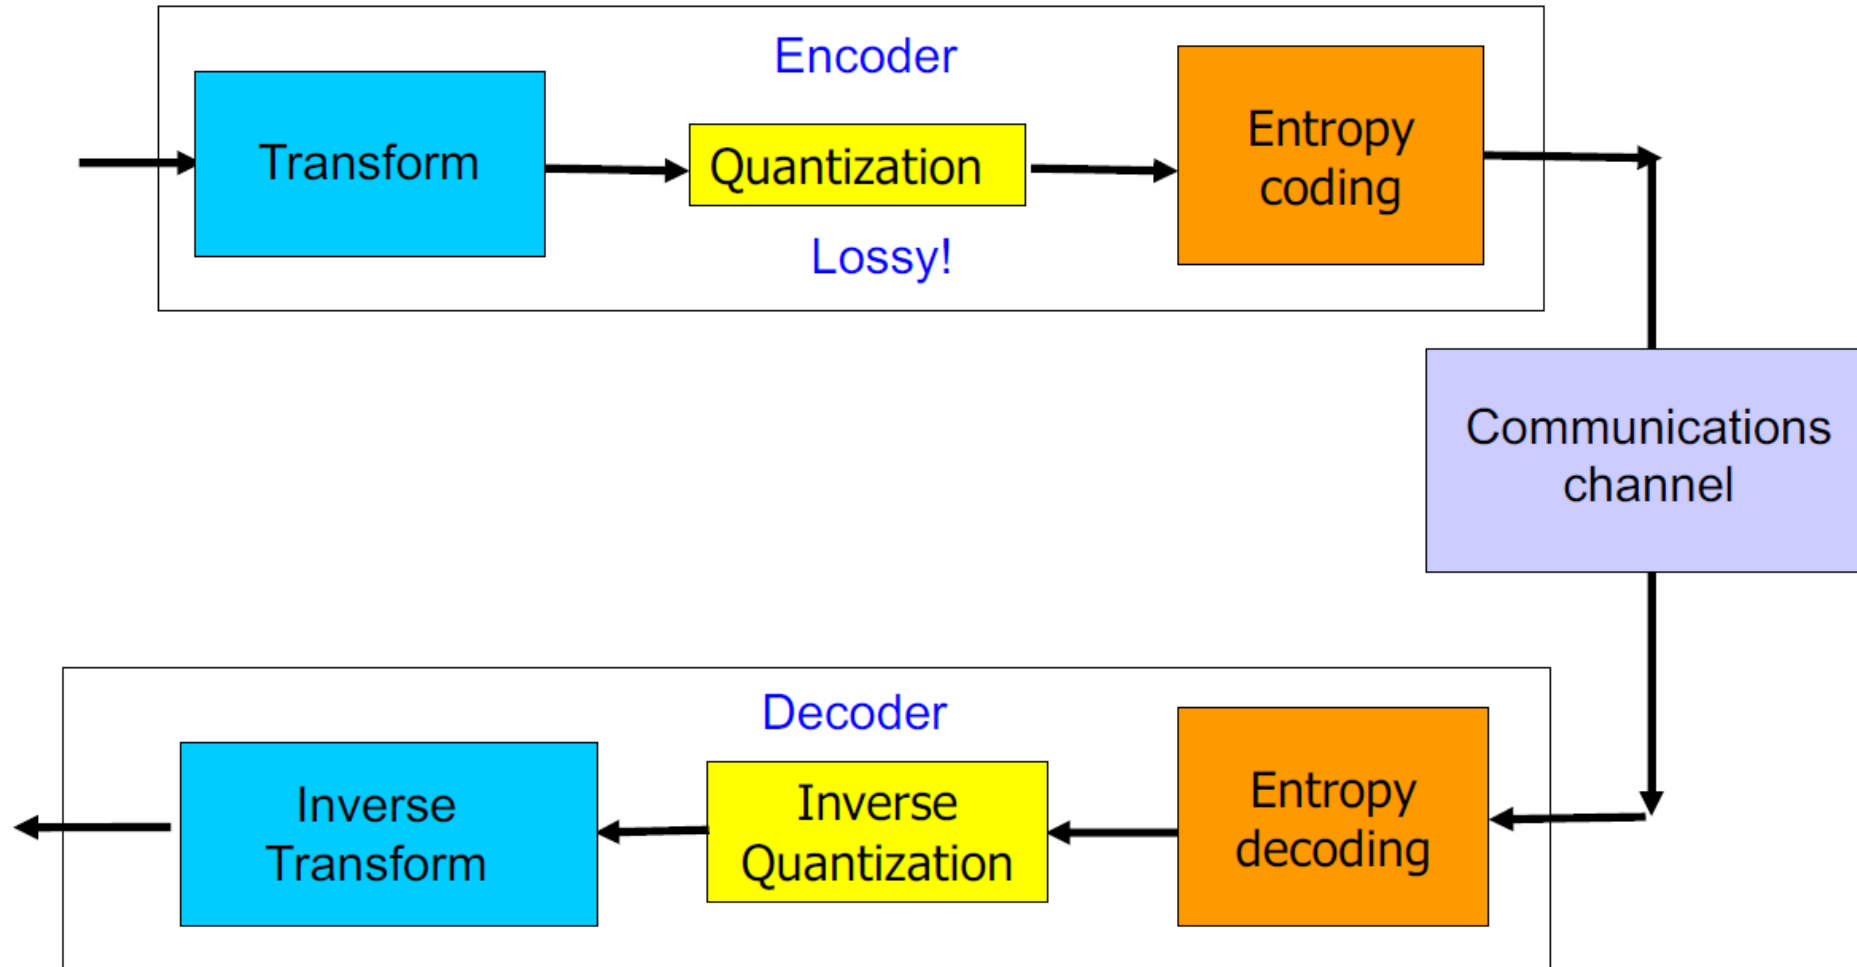 Encoder
Transform
Quantization
Entropy
coding
Lossy!
Communications
channel
Decoder
Inverse
Transform
Inverse
Quantization
Entropy
decoding